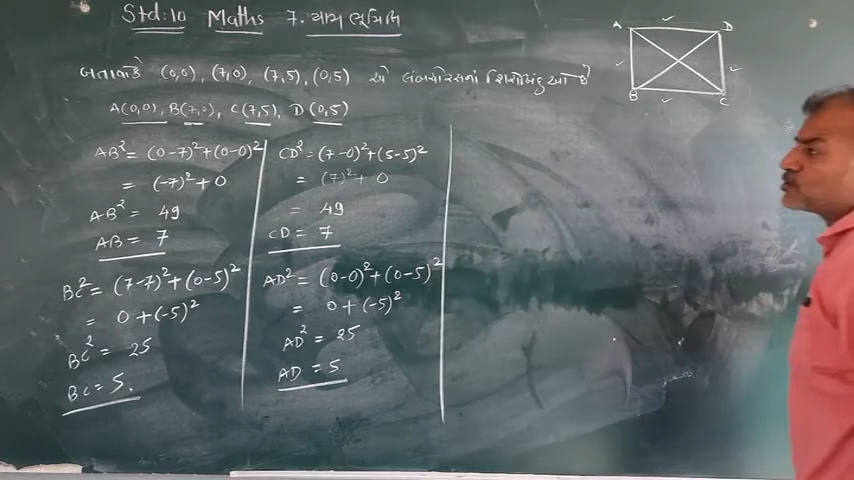 Std:10 Maths 7. યામ ભૂમિતિ
બતાવો કે (0,0), (7,0), (7,5), (0,5) એ લંબચોરસનાં શિરોબિંદુઓ છે
A(0,0), B(7,0), C(7,5), D(0,5)
AB² = (0-7)²+(0-0)²
= (-7)²+0
AB² = 49
AB = 7
BC² = (7-7)²+(0-5)²
= 0+(-5)²
BC² = 25
BC = 5.
CD² = (7-0)²+(5-5)²
= (7)²+0
= 49
CD = 7
AD² = (0-0)²+(0-5)²
= 0+(-5)²
AD² = 25
AD = 5
A D
B C